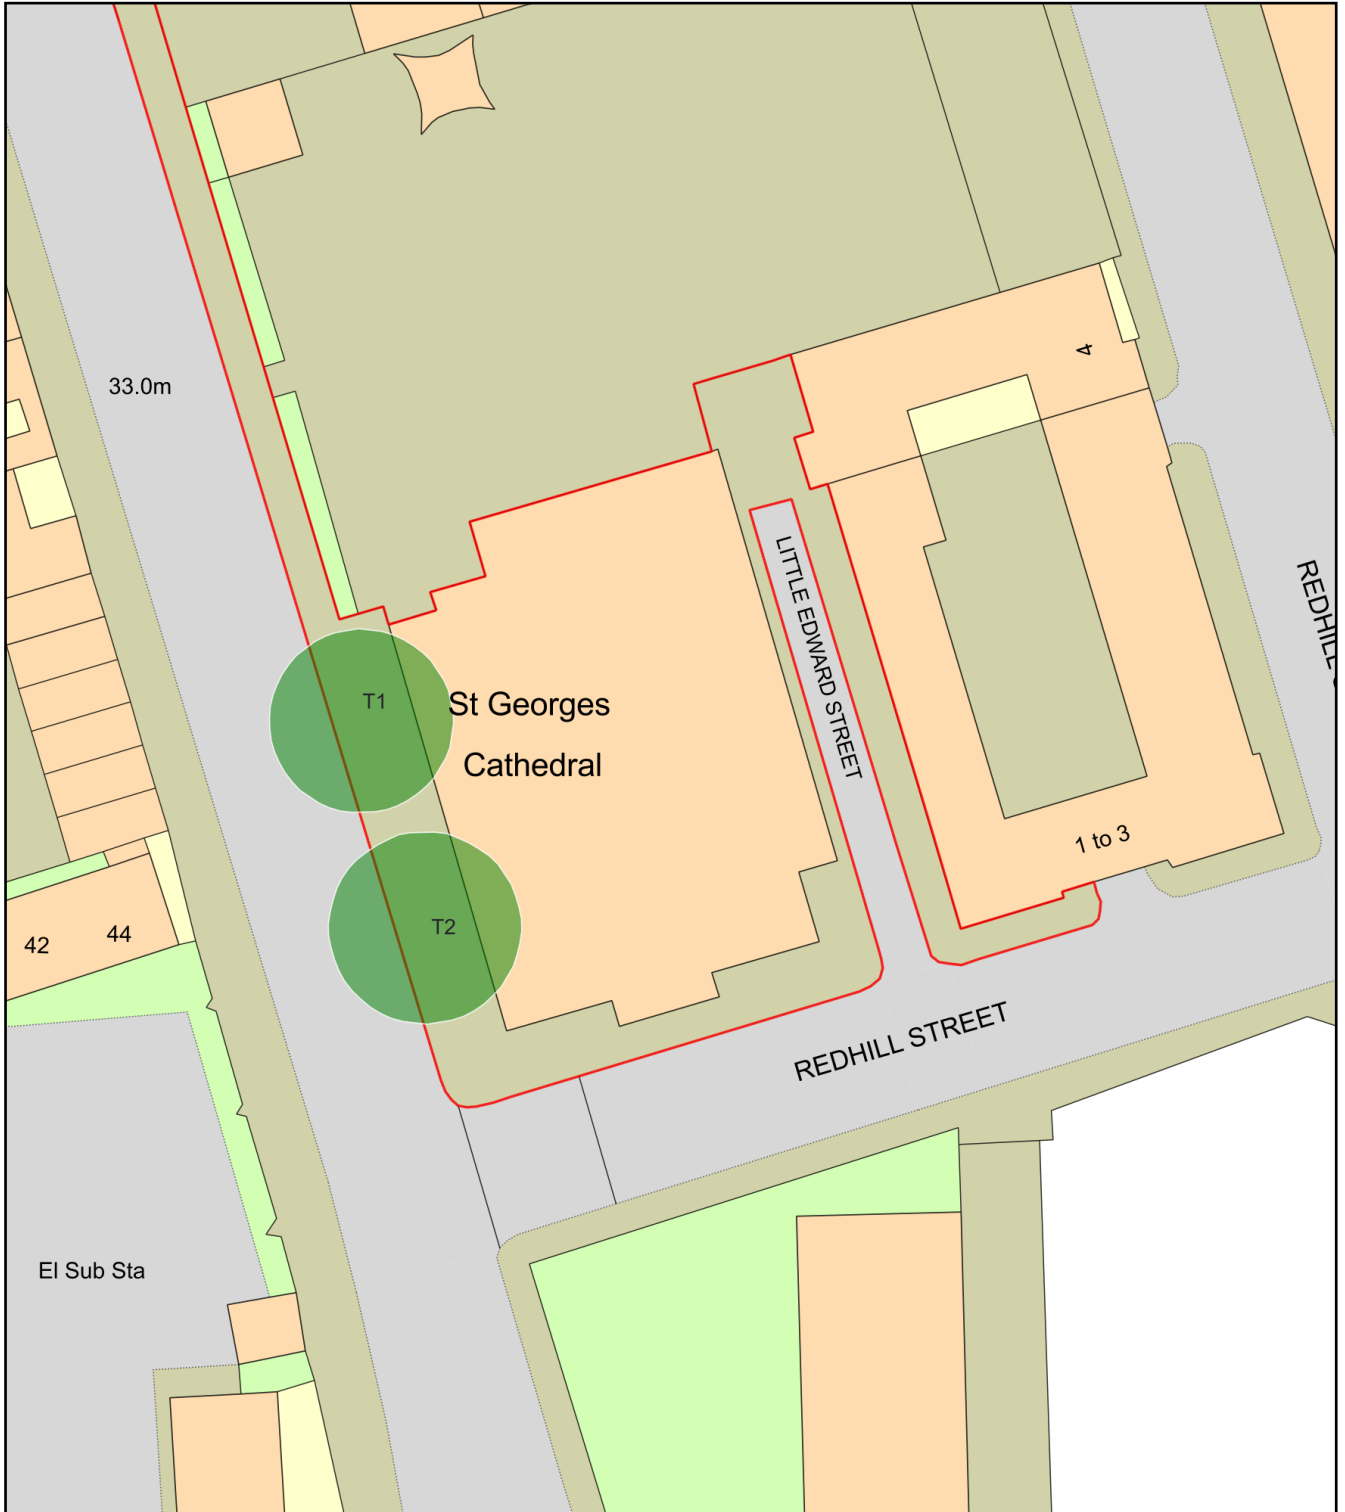 4
33.0m
LITTLE EDWARD STREET
T1
St Georges
Cathedral
1 to 3
T2
42
44
REDHILL STREET
El Sub Sta
REDHILL